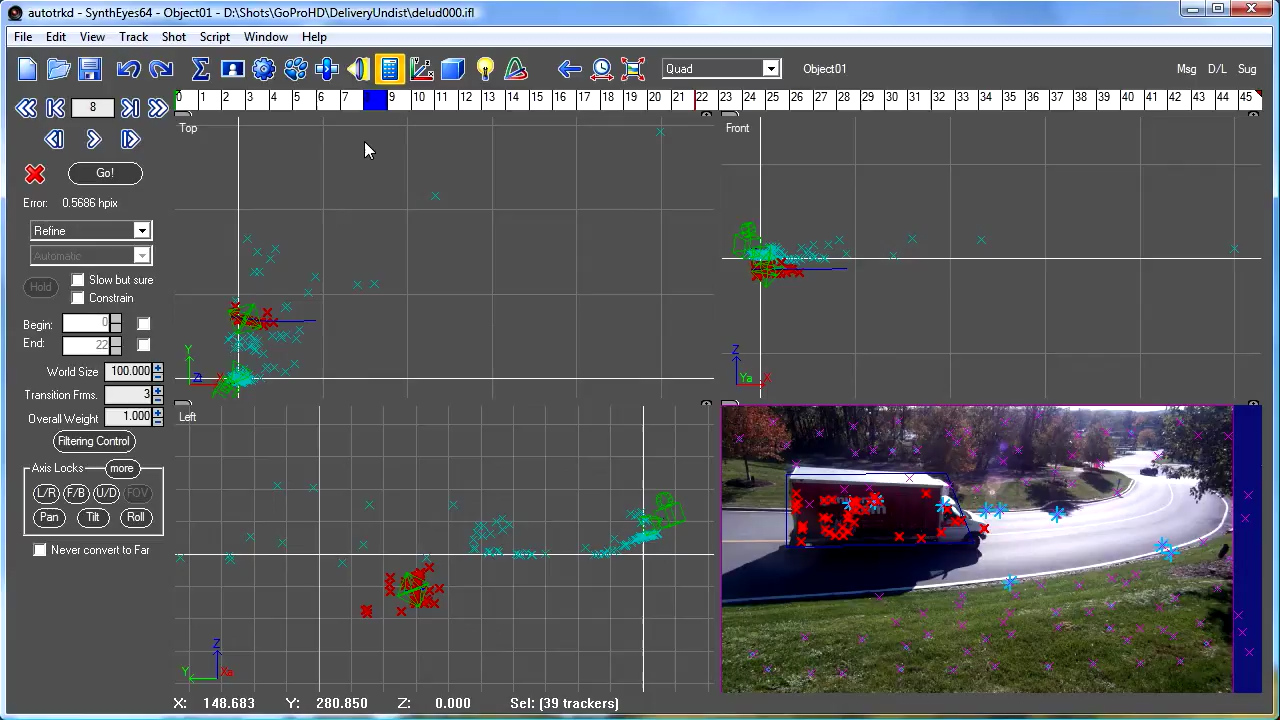 autotrkd - SynthEyes64 - Object01 - D:\Shots\GoProHD\DeliveryUndist\delud000.ifl
File Edit View Track Shot Script Window Help
Quad Object01 Msg D/L Sug
8 0 1 2 3 4 5 6 7 8 9 10 11 12 13 14 15 16 17 18 19 20 21 22 23 24 25 26 27 28 29 30 31 32 33 34 35 36 37 38 39 40 41 42 43 44 45
Top
Front
Go!
Error: 0.5686 hpix
Refine
Automatic
Hold
Slow but sure
Constrain
Begin: 0
End: 22
World Size 100.000
Transition Frms. 3
Overall Weight 1.000
Filtering Control
Axis Locks more
L/R F/B U/D FOV
Pan Tilt Roll
Never convert to Far
Y
X
Z
Ya
X
Left
Z
Y
Xa
X: 148.683 Y: 280.850 Z: 0.000 Sel: (39 trackers)